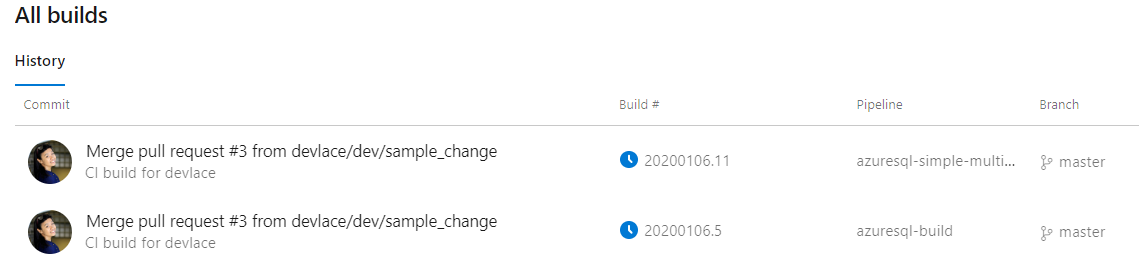 All builds
History
Commit Build # Pipeline Branch
Merge pull request #3 from devlace/dev/sample_change
CI build for devlace
20200106.11 azuresql-simple-multi... master
Merge pull request #3 from devlace/dev/sample_change
CI build for devlace
20200106.5 azuresql-build master